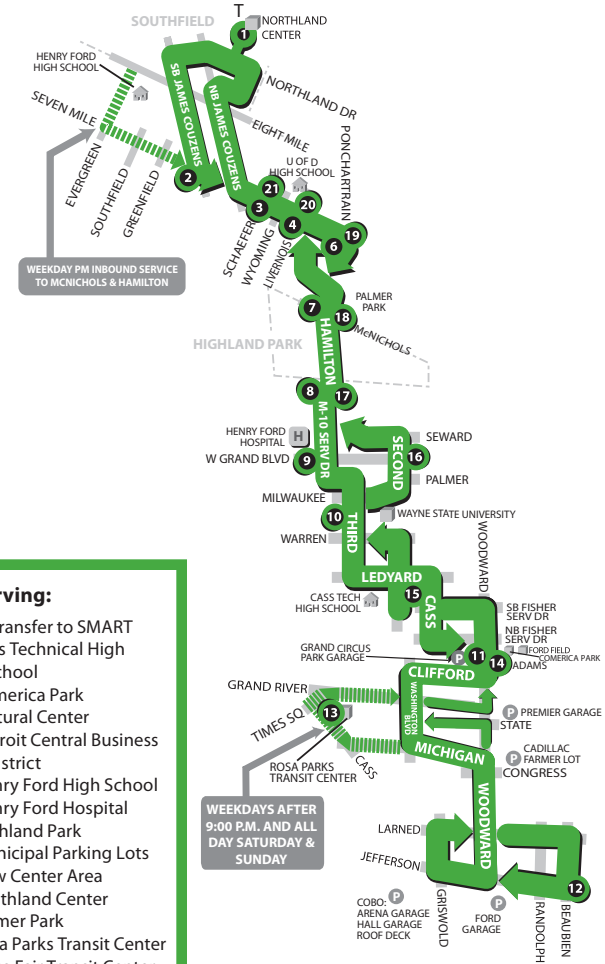 T
SOUTHFIELD
NORTHLAND
CENTER
1
HENRY FORD
HIGH SCHOOL
SB JAMES COUZENS
NB JAMES COUZENS
NORTHLAND DR
SEVEN MILE
EIGHT MILE
PONCHARTRAIN
U OF D
HIGH SCHOOL
EVERGREEN
SOUTHFIELD
GREENFIELD
2
21
20
3
4
19
6
SCHAEFER
WYOMING
LIVERNOIS
WEEKDAY PM INBOUND SERVICE
TO MCNICHOLS & HAMILTON
PALMER
PARK
7
18
McNICHOLS
HAMILTON
HIGHLAND PARK
8
17
M-10 SERV DR
HENRY FORD
HOSPITAL
H
SEWARD
SECOND
16
W GRAND BLVD
9
PALMER
MILWAUKEE
10
THIRD
WAYNE STATE UNIVERSITY
WARREN
WOODWARD
LEDYARD
CASS TECH
HIGH SCHOOL
15
CASS
SB FISHER
SERV DR
NB FISHER
SERV DR
FORD FIELD
COMERICA PARK
GRAND CIRCUS
PARK GARAGE
P
11
14
ADAMS
CLIFFORD
GRAND RIVER
WASHINGTON
BLVD
P PREMIER GARAGE
STATE
TIMES SQ
13
MICHIGAN
P CADILLAC
FARMER LOT
CONGRESS
ROSA PARKS
TRANSIT CENTER
CASS
WEEKDAYS AFTER
9:00 P.M. AND ALL
DAY SATURDAY &
SUNDAY
WOODWARD
LARNED
JEFFERSON
12
COBO: P
ARENA GARAGE
HALL GARAGE
ROOF DECK
GRISWOLD
P
FORD
GARAGE
RANDOLPH
BEAUBIEN
rving:
ransfer to SMART
s Technical High
chool
merica Park
tural Center
roit Central Business
istrict
nry Ford High School
nry Ford Hospital
hland Park
nicipal Parking Lots
w Center Area
thland Center
mer Park
a Parks Transit Center